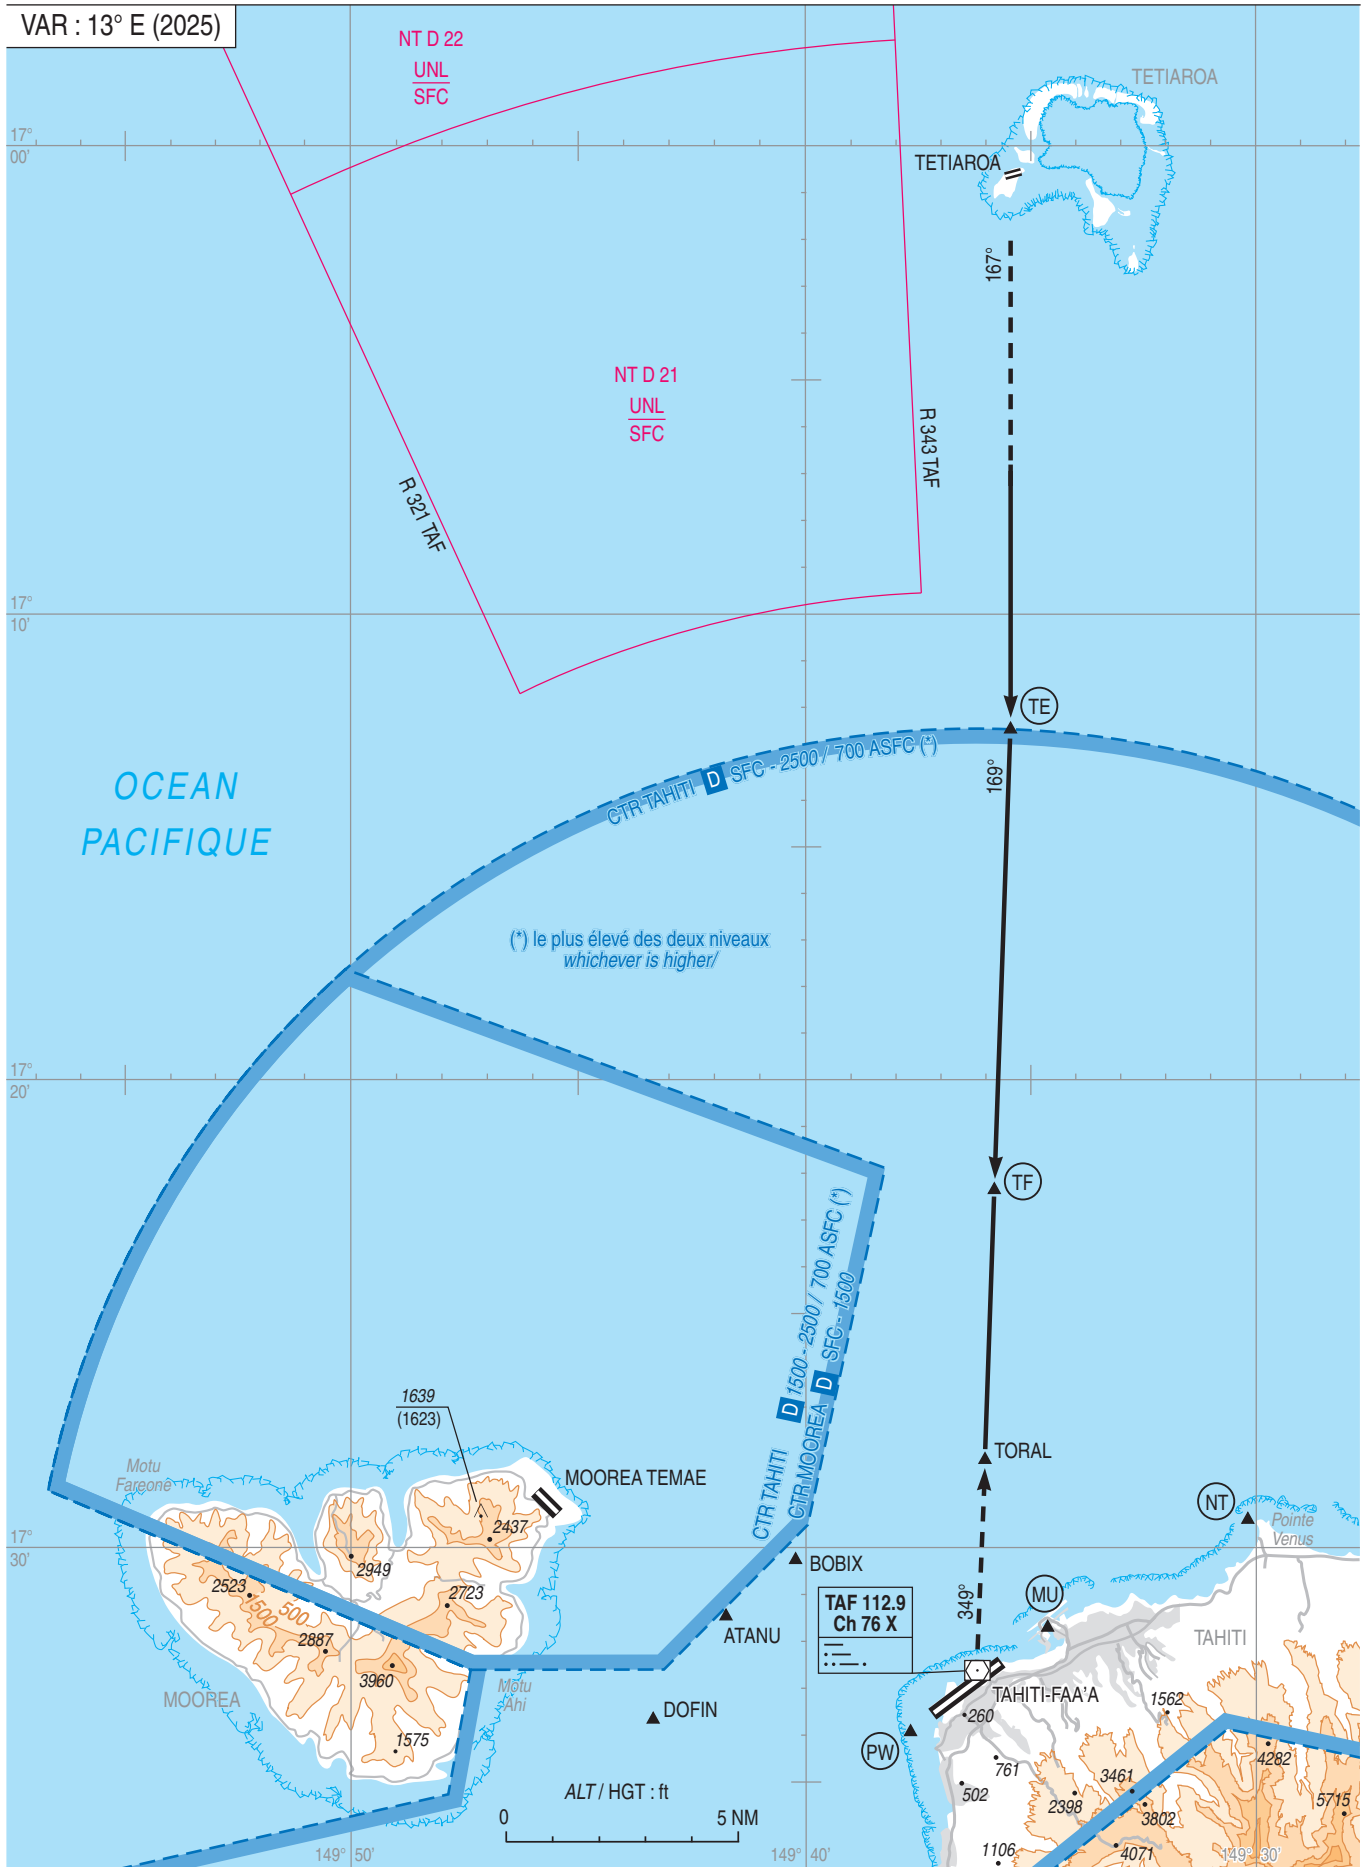 VAR : 13° E (2025)
NT D 22
UNL
SFC
TETIAROA
17°
00'
TETIAROA
167°
NT D 21
UNL
SFC
R 343 TAF
R 321 TAF
17°
10'
TE
CTR TAHITI D SFC - 2500 / 700 ASFC (*)
169°
OCEAN
PACIFIQUE
(*) le plus élevé des deux niveaux
whichever is higher/
17°
20'
TF
CTR TAHITI D 1500 - 2500 / 700 ASFC (*)
CTR MOOREA D SFC - 1500
1639
(1623)
TORAL
Motu
Fareone
MOOREA TEMAE
NT
Pointe
Venus
2437
17°
30'
2949
BOBIX
2523
1500
500
2723
TAF 112.9
Ch 76 X
349°
MU
ATANU
TAHITI
2887
3960
MOOREA
Motu
Ahi
DOFIN
TAHITI-FAA'A
260
1562
PW
1575
761
4282
502
3461
2398
3802
5715
ALT / HGT : ft
0
5 NM
1106
4071
149° 50'
149° 40'
149° 30'